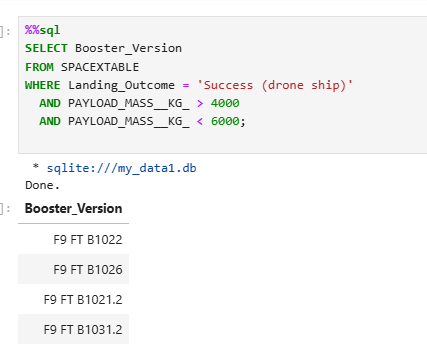 ]:
%%sql
SELECT Booster_Version
FROM SPACEXTABLE
WHERE Landing_Outcome = 'Success (drone ship)'
  AND PAYLOAD_MASS__KG_ > 4000
  AND PAYLOAD_MASS__KG_ < 6000;
* sqlite:///my_data1.db
Done.
]:
Booster_Version
F9 FT B1022
F9 FT B1026
F9 FT B1021.2
F9 FT B1031.2